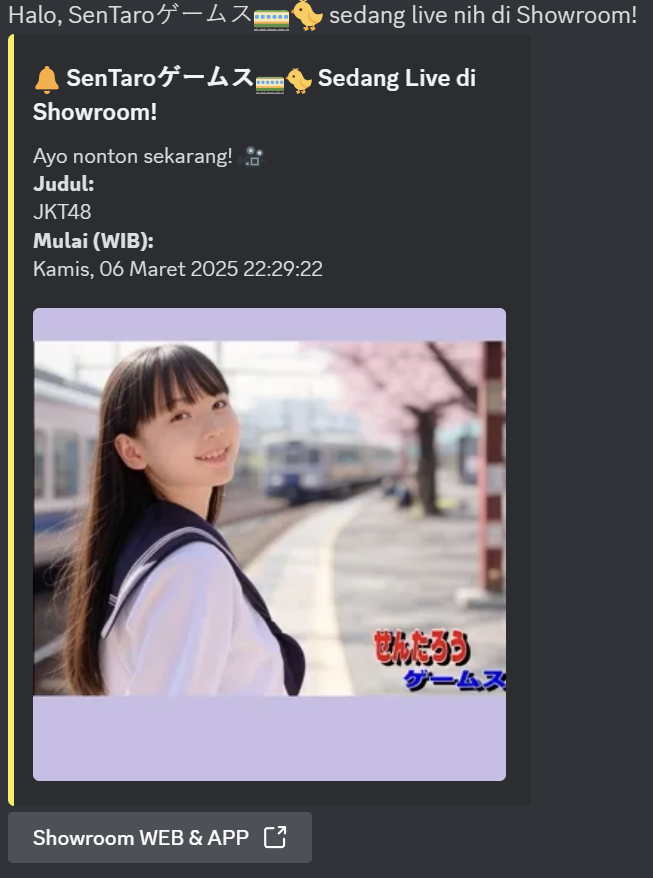 Halo, SenTaroゲームス🚃🐤 sedang live nih di Showroom!
🔔 SenTaroゲームス🚃🐤 Sedang Live di
Showroom!
Ayo nonton sekarang! 🎥
Judul:
JKT48
Mulai (WIB):
Kamis, 06 Maret 2025 22:29:22
せんたろう
ゲームス
Showroom WEB & APP